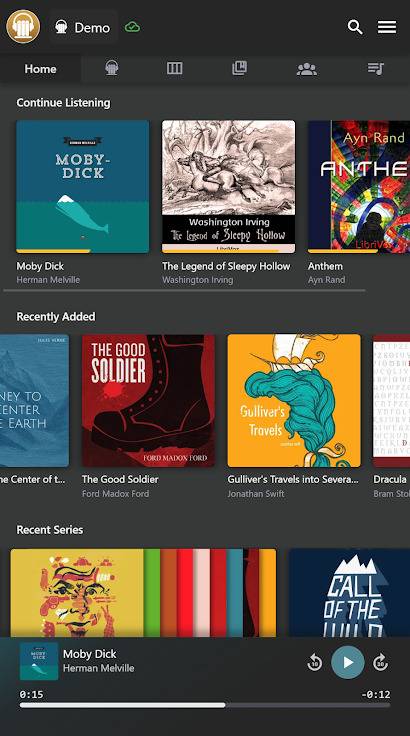 Demo
Home
Continue Listening
HERMAN MELVILLE
MOBY-
DICK
Washington Irving
The Legend of Sleepy Hollow
LibriVox
Ayn Rand
ANTHE
LibriVox
Moby Dick
Herman Melville
The Legend of Sleepy Hollow
Washington Irving
Anthem
Ayn Rand
Recently Added
JULES VERNE
NEY TO
CENTER
E EARTH
THE GOOD
SOLDIER
FORD MADOX FORD
Gulliver's
Travels
he Center of t...
The Good Soldier
Ford Madox Ford
Gulliver's Travels into Severa...
Jonathan Swift
Dracula
Bram Sto
Recent Series
CALL
OF THE
WILD
Moby Dick
Herman Melville
10
30
0:15
-0:12